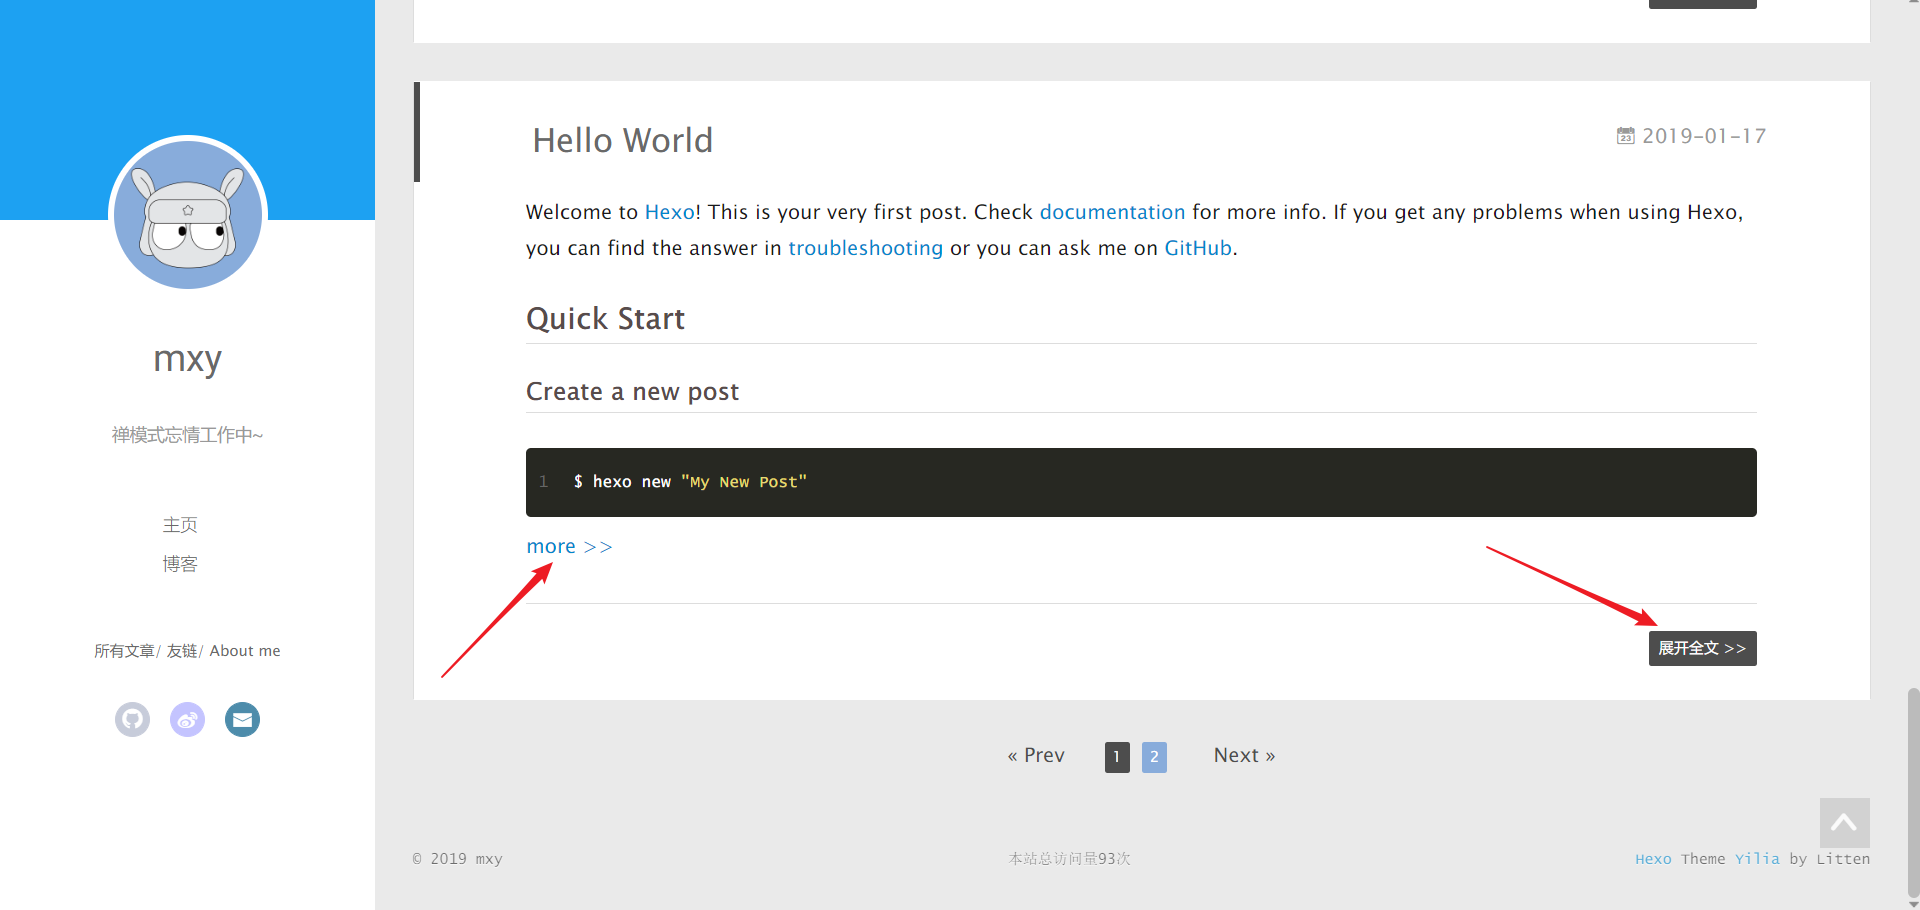 mxy
禅模式忘情工作中~
主页
博客
所有文章/ 友链/ About me
Hello World
23
2019-01-17
Welcome to Hexo! This is your very first post. Check documentation for more info. If you get any problems when using Hexo,
you can find the answer in troubleshooting or you can ask me on GitHub.
Quick Start
Create a new post
1 $ hexo new "My New Post"
more >>
展开全文 >>
« Prev 1 2 Next »
© 2019 mxy
本站总访问量93次
Hexo Theme Yilia by Litten